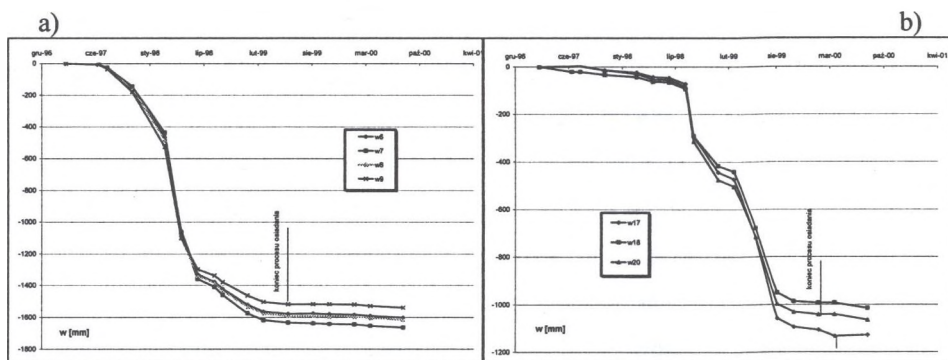 a)
b)
gru-96 cze-97 sty-98 lip-98 lut-99 sie-99 mar-00 paź-00 kwi-01
0
-200
-400
-600
-800
-1000
-1200
-1400
-1600
-1800
w6
w7
w8
w9
koniec procesu osiadania
w [mm]
gru-96 cze-97 sty-98 lip-98 lut-99 sie-99 mar-00 paź-00 kwi-01
0
-200
-400
-600
-800
-1000
-1200
w17
w18
w20
koniec procesu osiadania
w [mm]